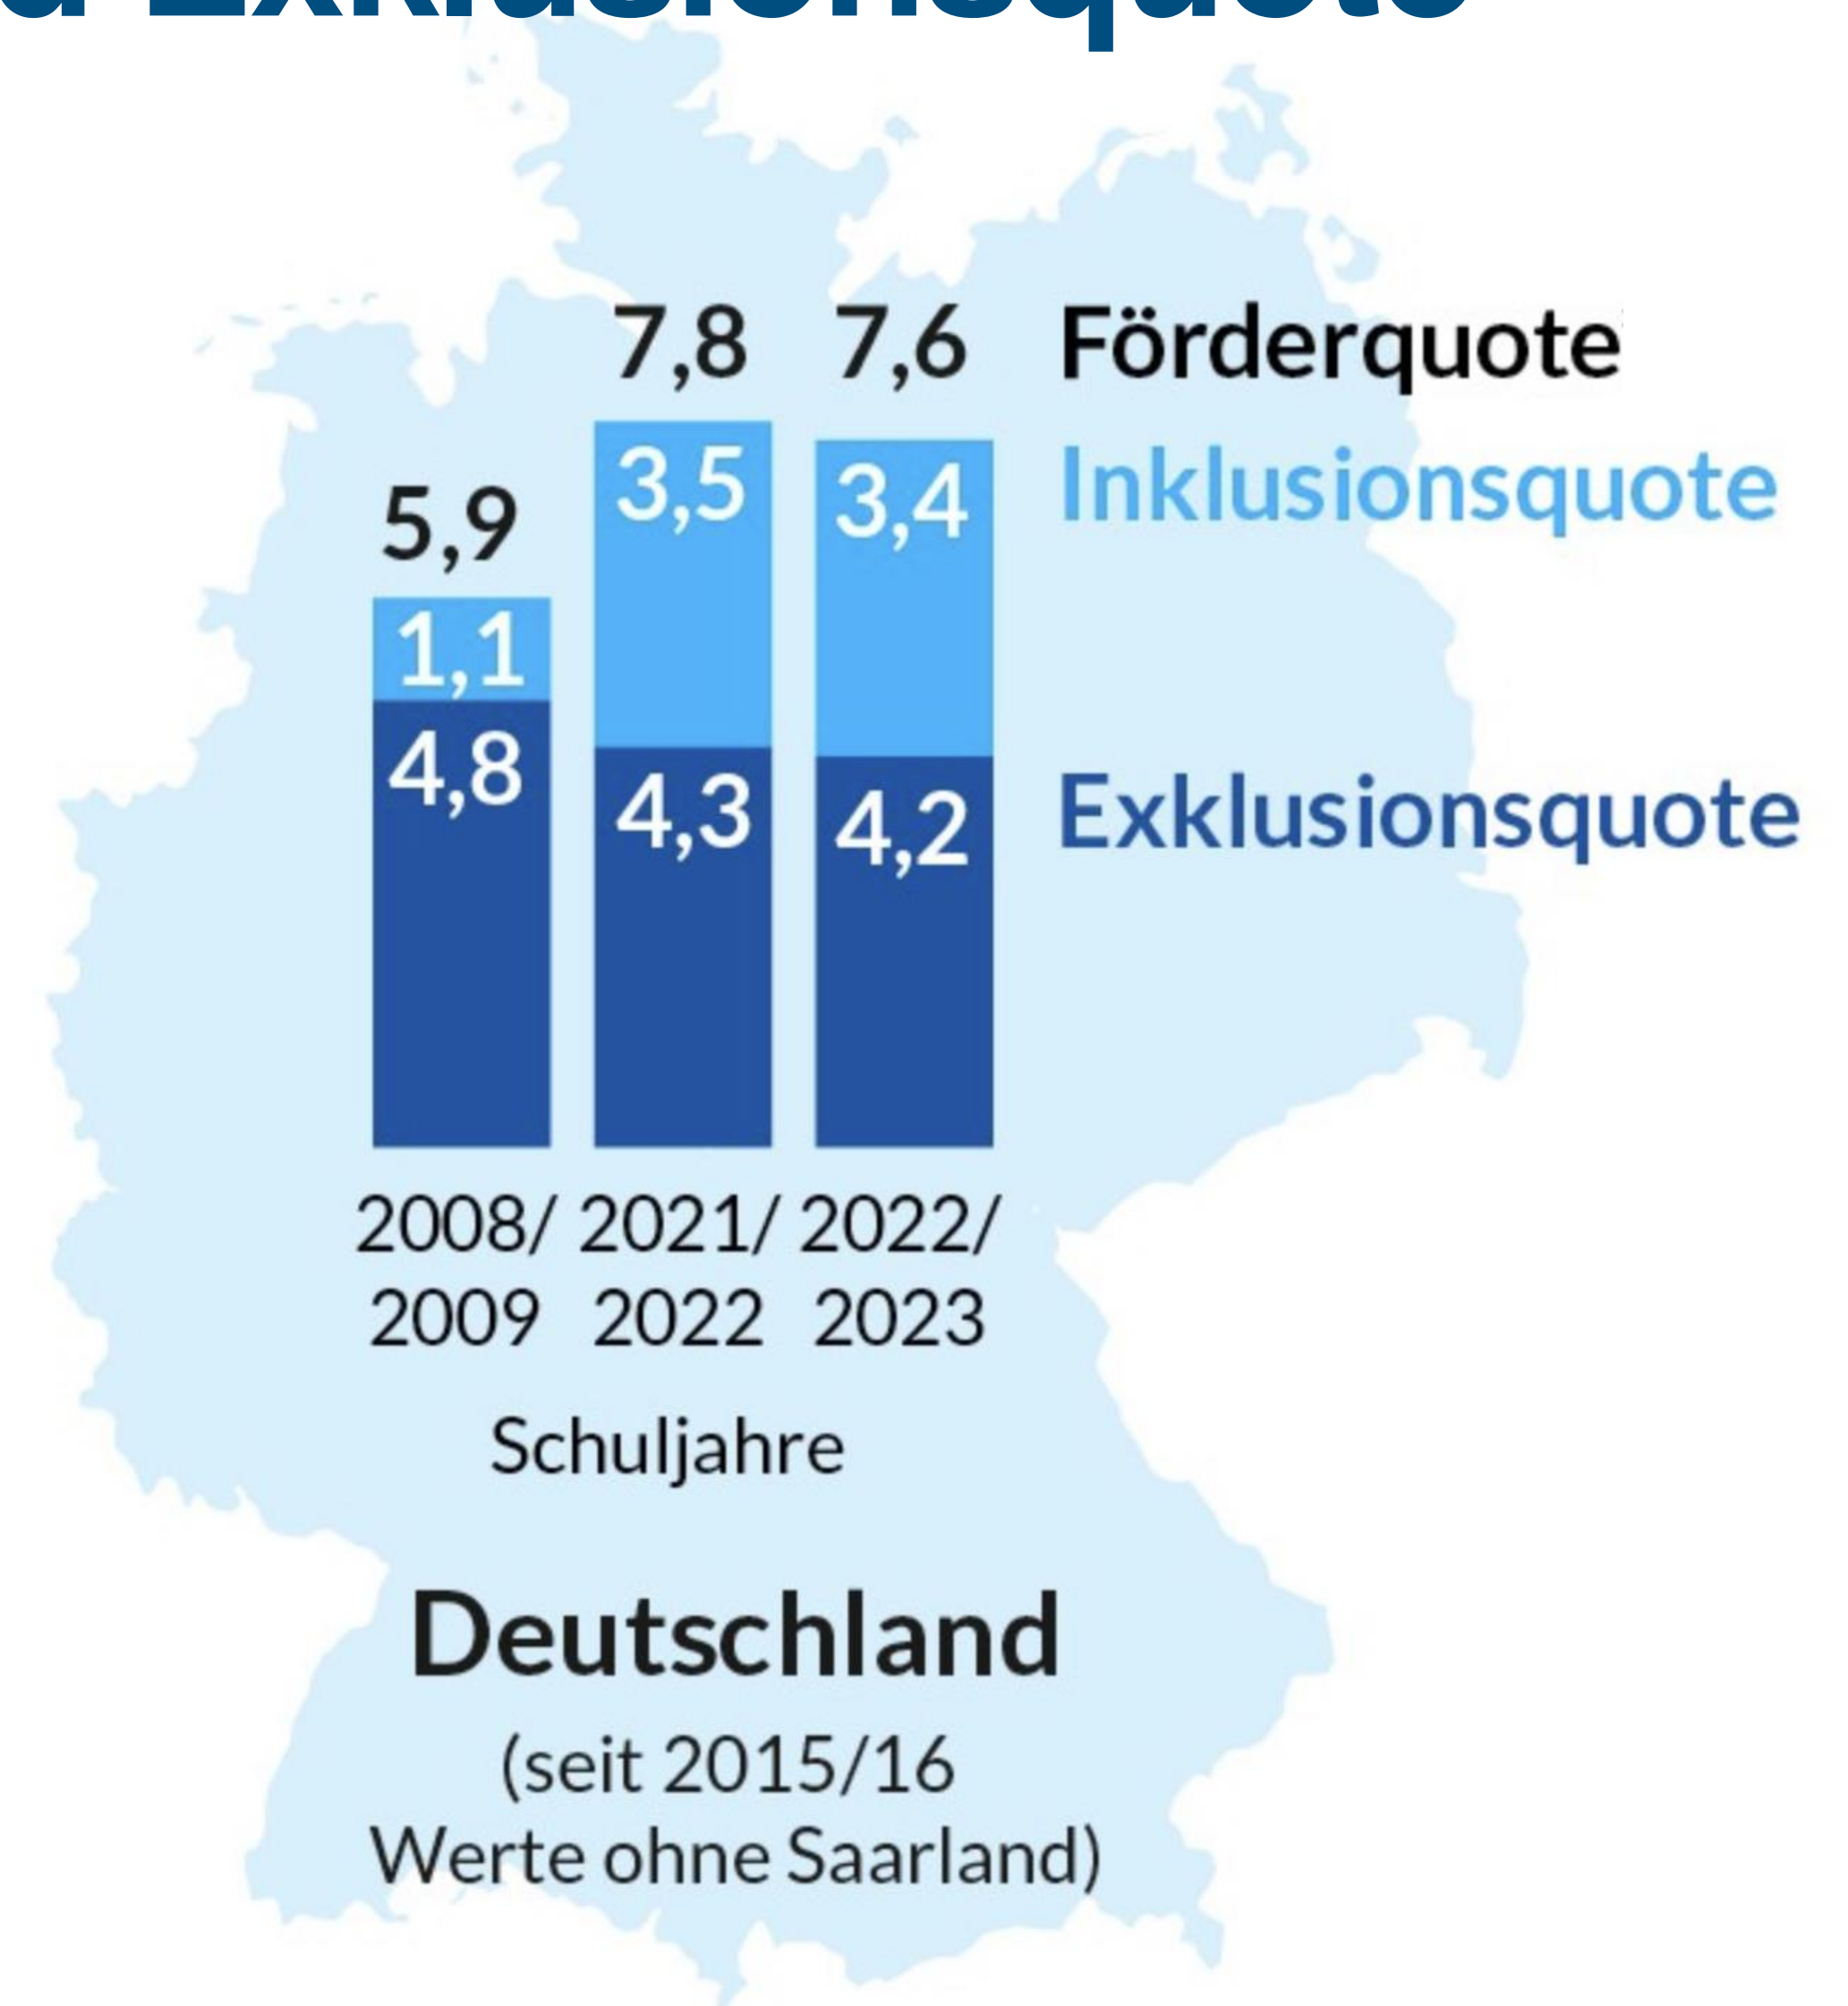 Exklusionsquote
7,8 7,6 Förderquote
3,5 3,4 Inklusionsquote
5,9
1,1
4,8 4,3 4,2 Exklusionsquote
2008/ 2021/ 2022/
2009 2022 2023
Schuljahre
Deutschland
(seit 2015/16
Werte ohne Saarland)